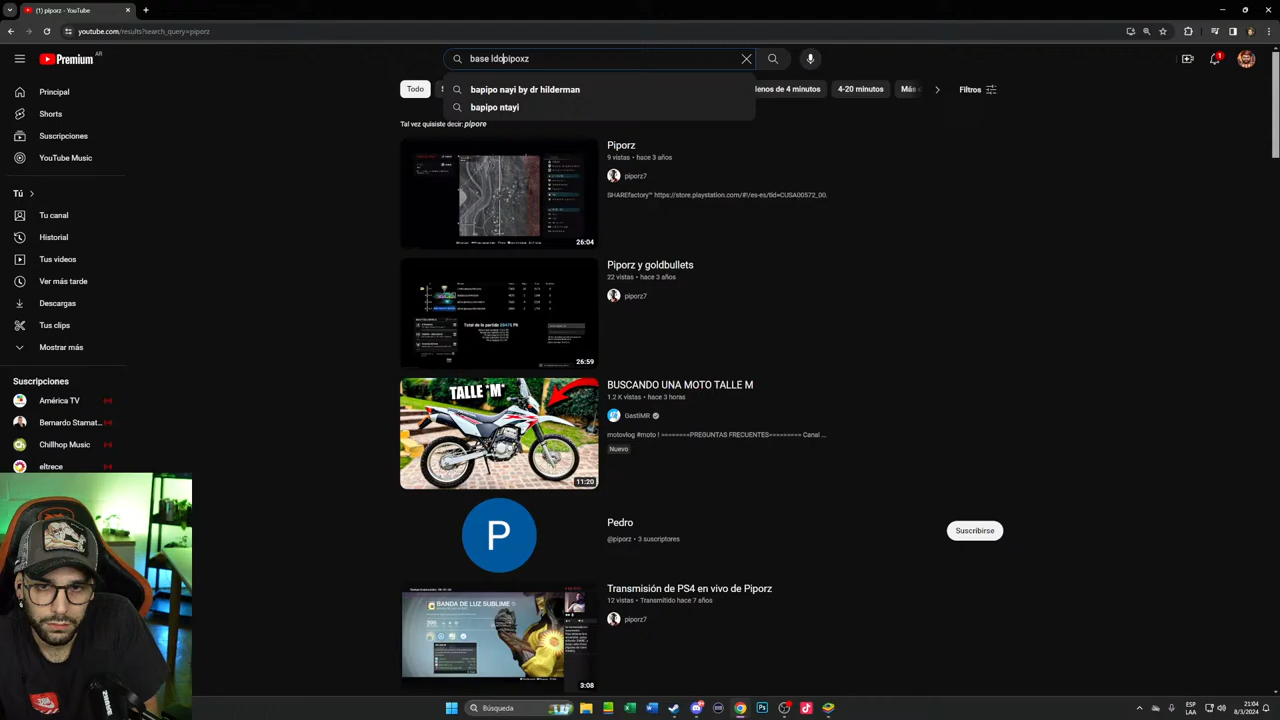 (1) piporz - YouTube
youtube.com/results?search_query=piporz
Premium AR
base ldopipoxz
1
bapipo nayi by dr hilderman
bapipo ntayi
Todo
lenos de 4 minutos
4-20 minutos
Más
Filtros
Tal vez quisiste decir: pipore
Principal
Shorts
Suscripciones
YouTube Music
Tú
Tu canal
Historial
Tus videos
Ver más tarde
Descargas
Tus clips
Mostrar más
Suscripciones
América TV
Bernardo Stamat...
Chillhop Music
eltrece
Piporz
9 vistas • hace 3 años
piporz7
SHAREfactory™ https://store.playstation.com/#!/es-es/tid=CUSA00572_00.
26:04
Piporz y goldbullets
22 vistas • hace 3 años
piporz7
26:59
TALLE "M"
BUSCANDO UNA MOTO TALLE M
1.2 K vistas • hace 3 horas
GastiMR
motovlog #moto ! ========PREGUNTAS FRECUENTES========= Canal ...
Nuevo
11:20
P
Pedro
@piporz • 3 suscriptores
Suscribirse
BANDA DE LUZ SUBLIME
Transmisión de PS4 en vivo de Piporz
12 vistas • Transmitido hace 7 años
piporz7
3:08
Búsqueda
ESP
LAA
21:04
8/3/2024